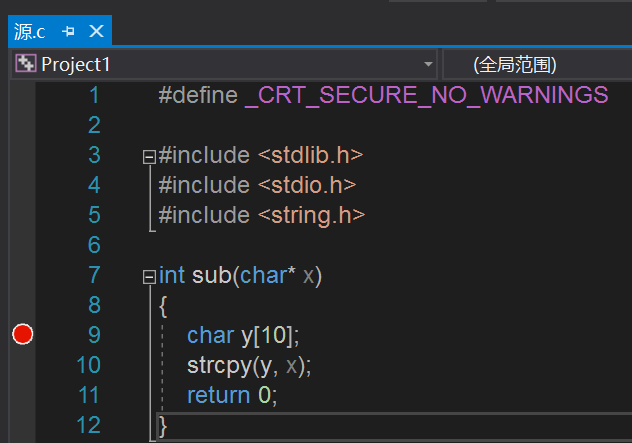 源.c
Project1
(全局范围)
1 #define _CRT_SECURE_NO_WARNINGS
2
3 #include <stdlib.h>
4 #include <stdio.h>
5 #include <string.h>
6
7 int sub(char* x)
8 {
9 char y[10];
10 strcpy(y, x);
11 return 0;
12 }